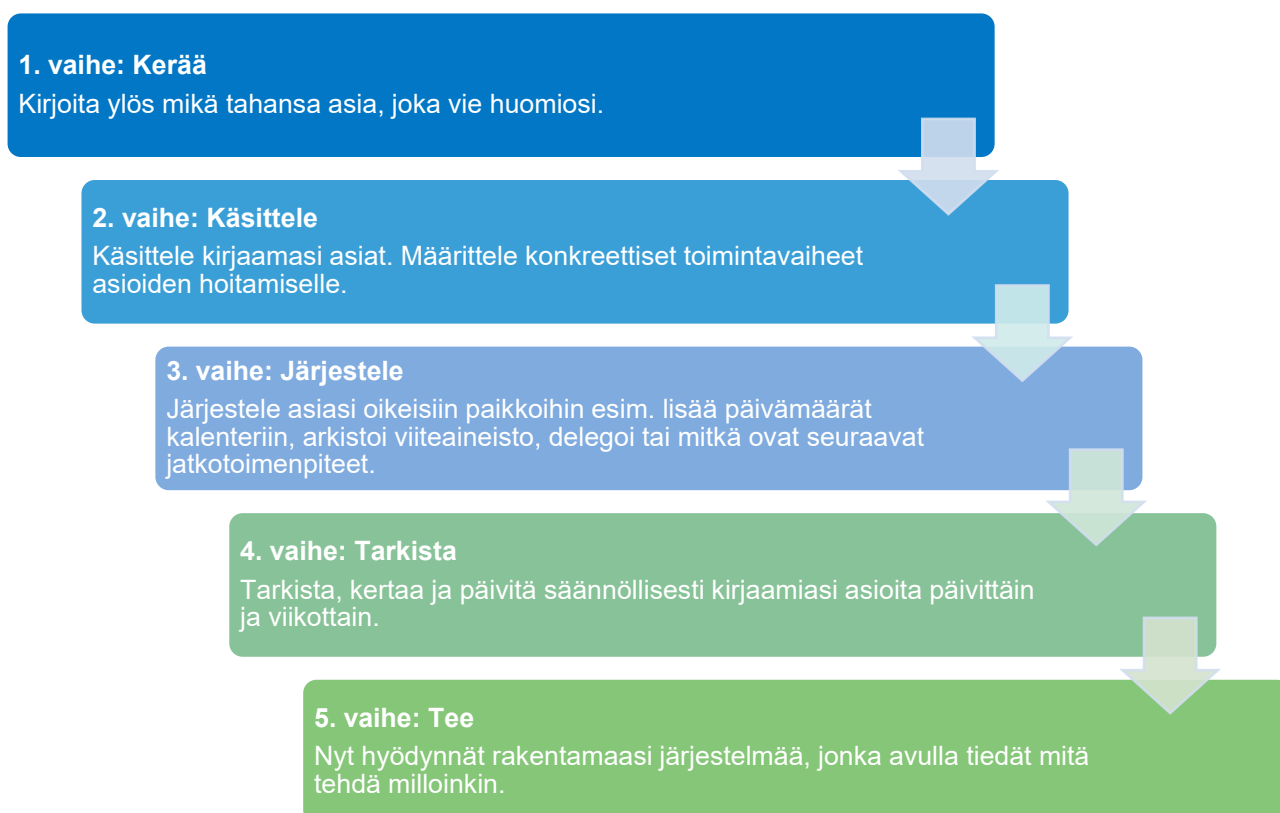 1. vaihe: Kerää
Kirjoita ylös mikä tahansa asia, joka vie huomiosi.
2. vaihe: Käsittele
Käsittele kirjaamasi asiat. Määrittele konkreettiset toimintavaiheet
asioiden hoitamiselle.
3. vaihe: Järjestele
Järjestele asiasi oikeisiin paikkoihin esim. lisää päivämäärät
kalenteriin, arkistoi viiteaineisto, delegoi tai mitkä ovat seuraavat
jatkotoimenpiteet.
4. vaihe: Tarkista
Tarkista, kertaa ja päivitä säännöllisesti kirjaamiasi asioita päivittäin
ja viikottain.
5. vaihe: Tee
Nyt hyödynnät rakentamaasi järjestelmää, jonka avulla tiedät mitä
tehdä milloinkin.